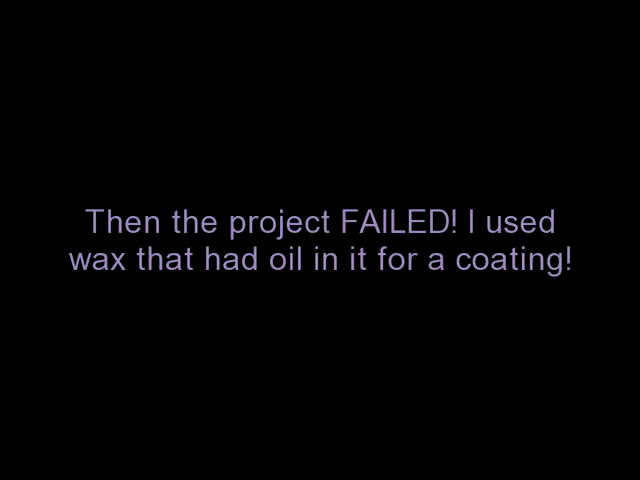 Then the project FAILED! I used
wax that had oil in it for a coating!